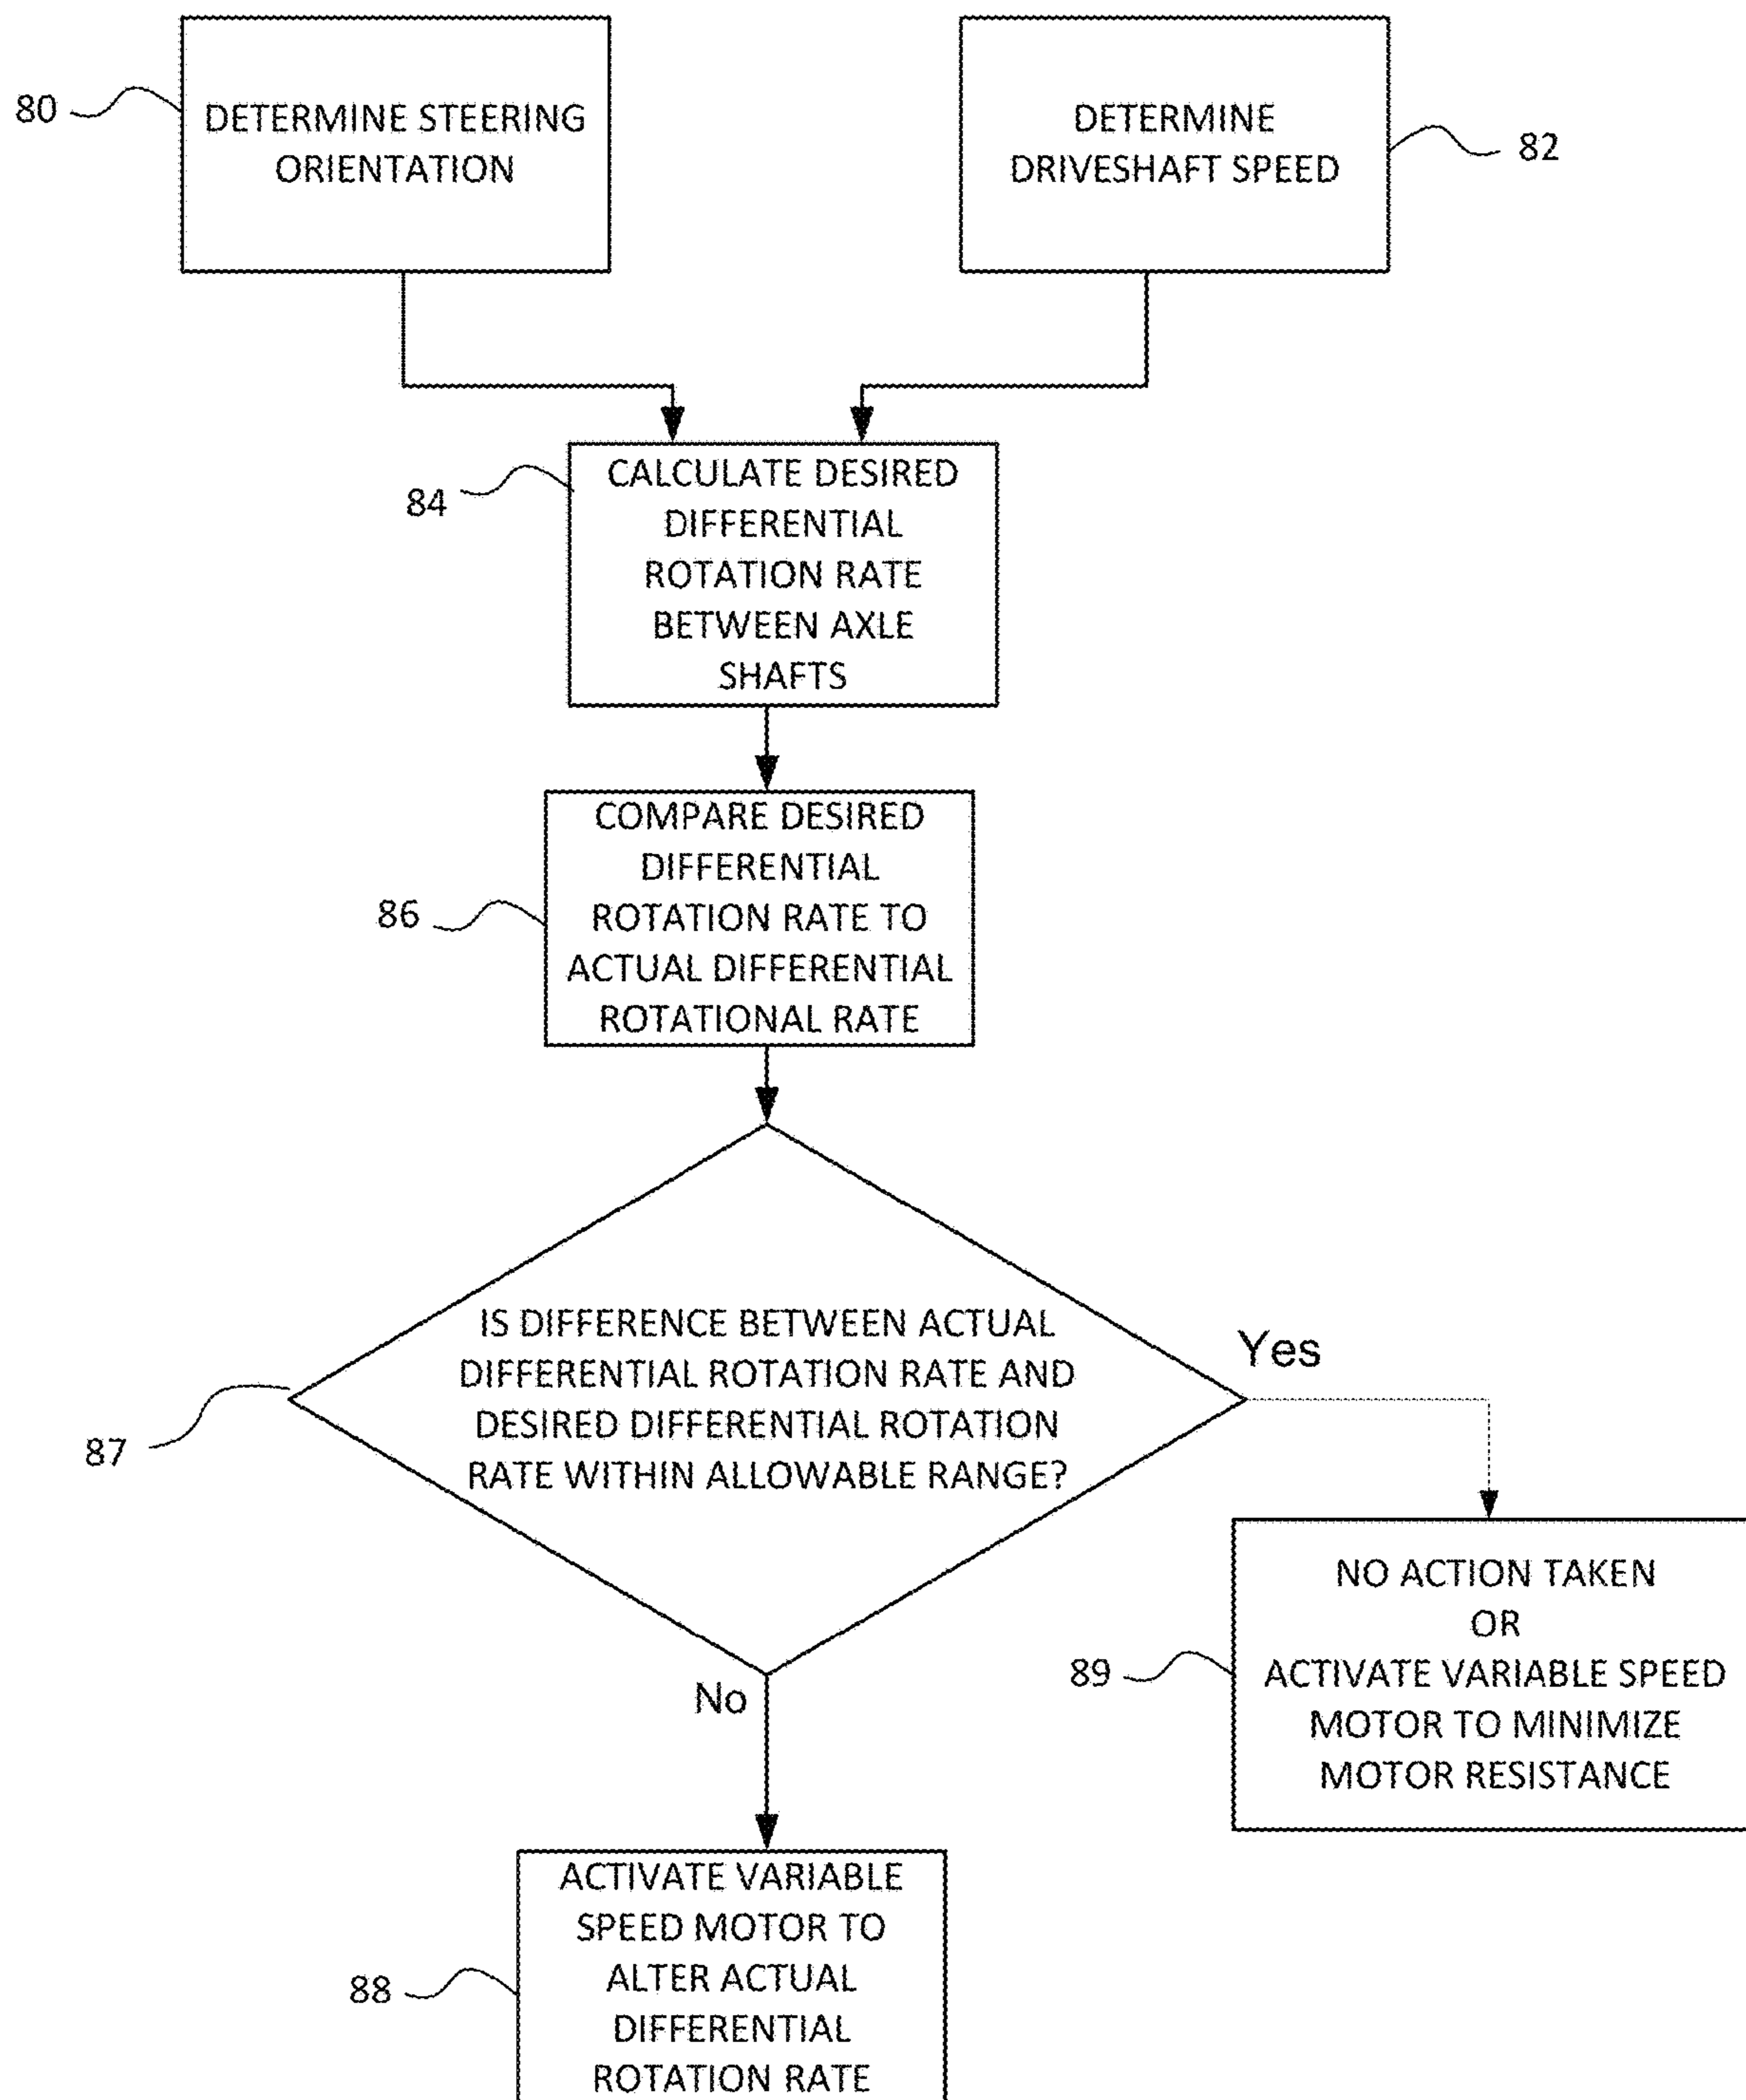 80
DETERMINE STEERING
ORIENTATION
DETERMINE
DRIVESHAFT SPEED
82
84
CALCULATE DESIRED
DIFFERENTIAL
ROTATION RATE
BETWEEN AXLE
SHAFTS
86
COMPARE DESIRED
DIFFERENTIAL
ROTATION RATE TO
ACTUAL DIFFERENTIAL
ROTATIONAL RATE
87
IS DIFFERENCE BETWEEN ACTUAL
DIFFERENTIAL ROTATION RATE AND
DESIRED DIFFERENTIAL ROTATION
RATE WITHIN ALLOWABLE RANGE?
Yes
No
89
NO ACTION TAKEN
OR
ACTIVATE VARIABLE SPEED
MOTOR TO MINIMIZE
MOTOR RESISTANCE
88
ACTIVATE VARIABLE
SPEED MOTOR TO
ALTER ACTUAL
DIFFERENTIAL
ROTATION RATE